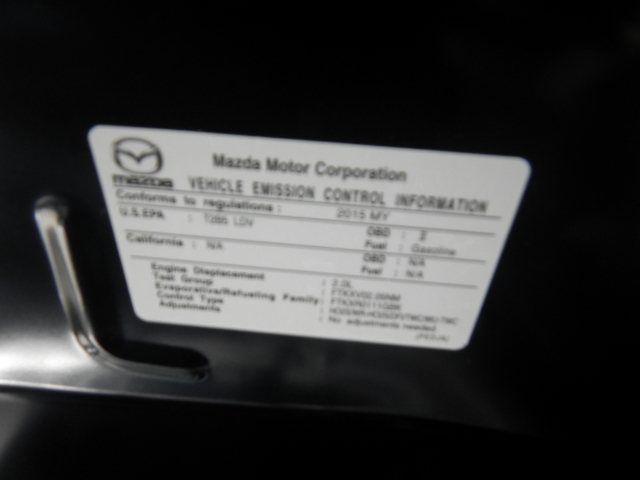 Mazda Motor Corporation
mazda VEHICLE EMISSION CONTROL INFORMATION
Conforms to regulations : 2015 MY
U.S.EPA : T2B5 LDV OBD : II
Fuel : Gasoline
California : N/A OBD : N/A
Fuel : N/A
Engine Displacement : 2.0L
Test Group :
Evaporative/Refueling Family :
Control Type :
Adjustments : No adjustments needed